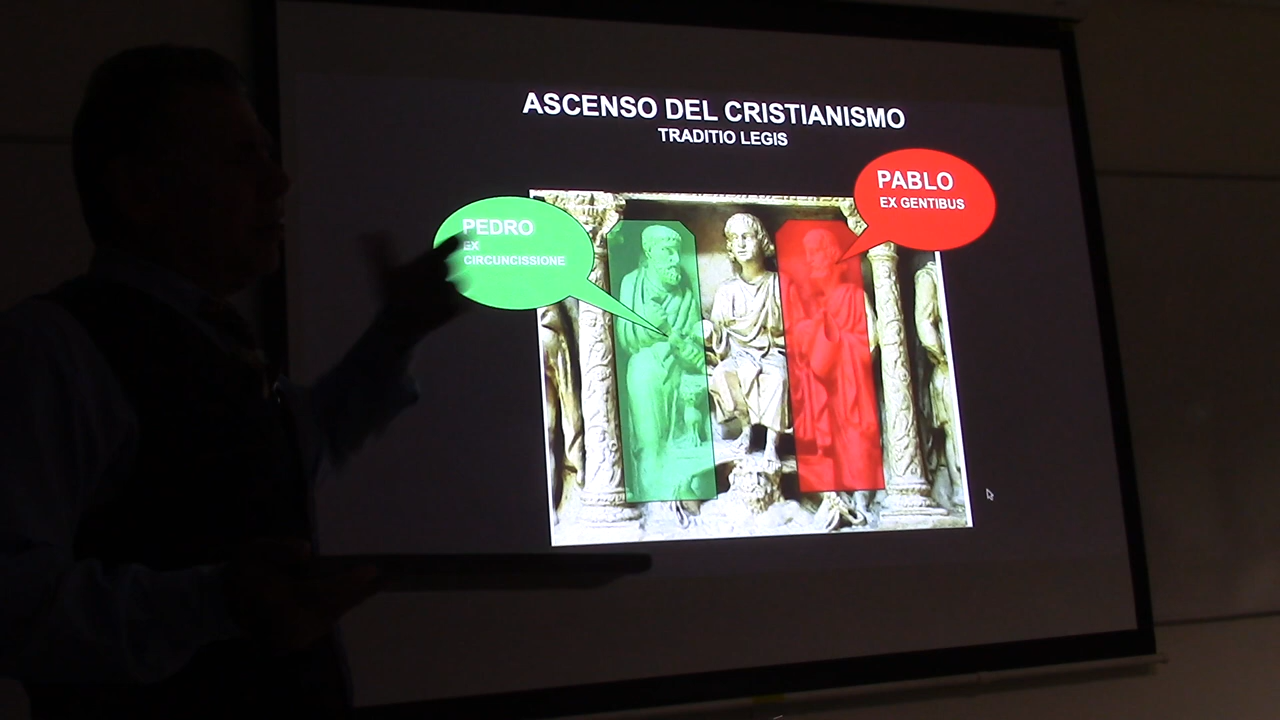 ASCENSO DEL CRISTIANISMO
TRADITIO LEGIS
PABLO
EX GENTIBUS
PEDRO
EX
CIRCUNCISSIONE